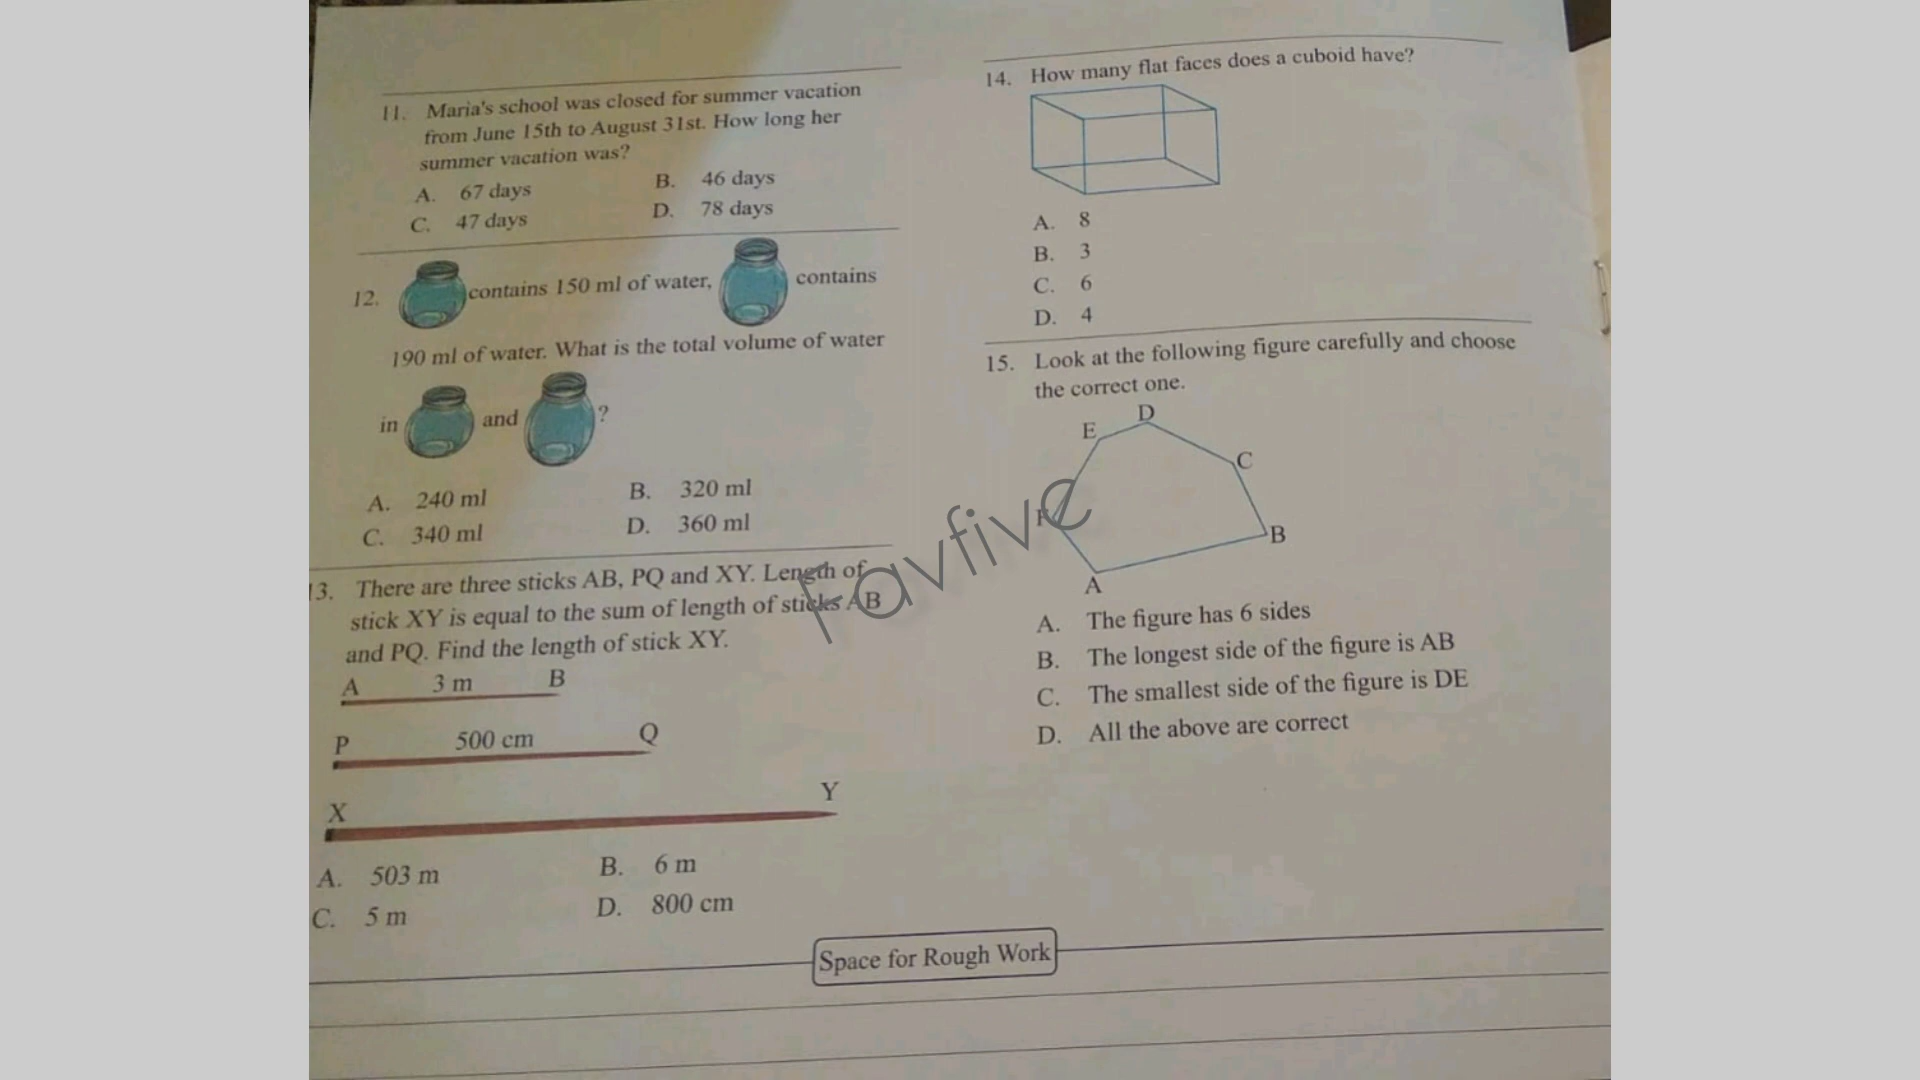 11. Maria's school was closed for summer vacation
from June 15th to August 31st. How long her
summer vacation was?
A. 67 days B. 46 days
C. 47 days D. 78 days
12. contains 150 ml of water, contains
190 ml of water. What is the total volume of water
in and ?
A. 240 ml B. 320 ml
C. 340 ml D. 360 ml
13. There are three sticks AB, PQ and XY. Length of
stick XY is equal to the sum of length of sticks AB
and PQ. Find the length of stick XY.
A 3 m B
P 500 cm Q
X Y
A. 503 m B. 6 m
C. 5 m D. 800 cm
14. How many flat faces does a cuboid have?
A. 8
B. 3
C. 6
D. 4
15. Look at the following figure carefully and choose
the correct one.
D
E
C
F
B
A
A. The figure has 6 sides
B. The longest side of the figure is AB
C. The smallest side of the figure is DE
D. All the above are correct
Favfive
Space for Rough Work